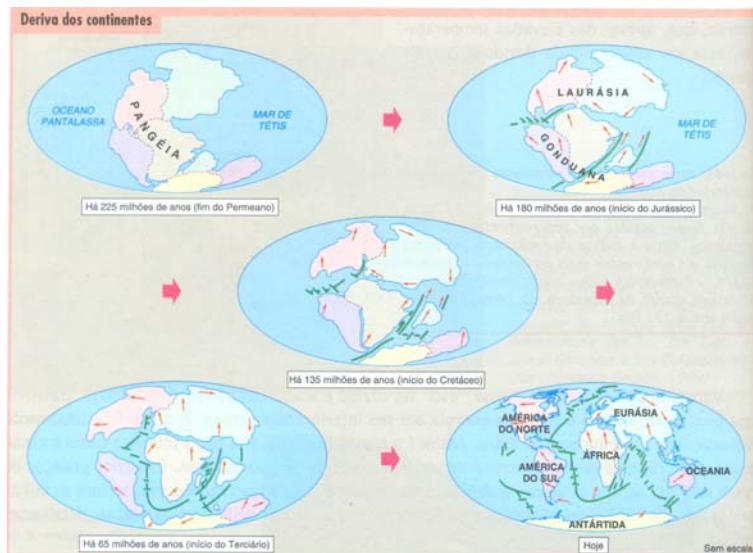 Deriva dos continentes
OCEANO
PANTALASSA
PANGÉIA
MAR DE
TÉTIS
Há 225 milhões de anos (fim do Permeano)
LAURÁSIA
GONDUANA
MAR DE
TÉTIS
Há 180 milhões de anos (início do Jurássico)
Há 135 milhões de anos (início do Cretáceo)
Há 65 milhões de anos (início do Terciário)
AMÉRICA
DO NORTE
EURÁSIA
ÁFRICA
AMÉRICA
DO SUL
OCEANIA
ANTÁRTIDA
Hoje
Sem escala